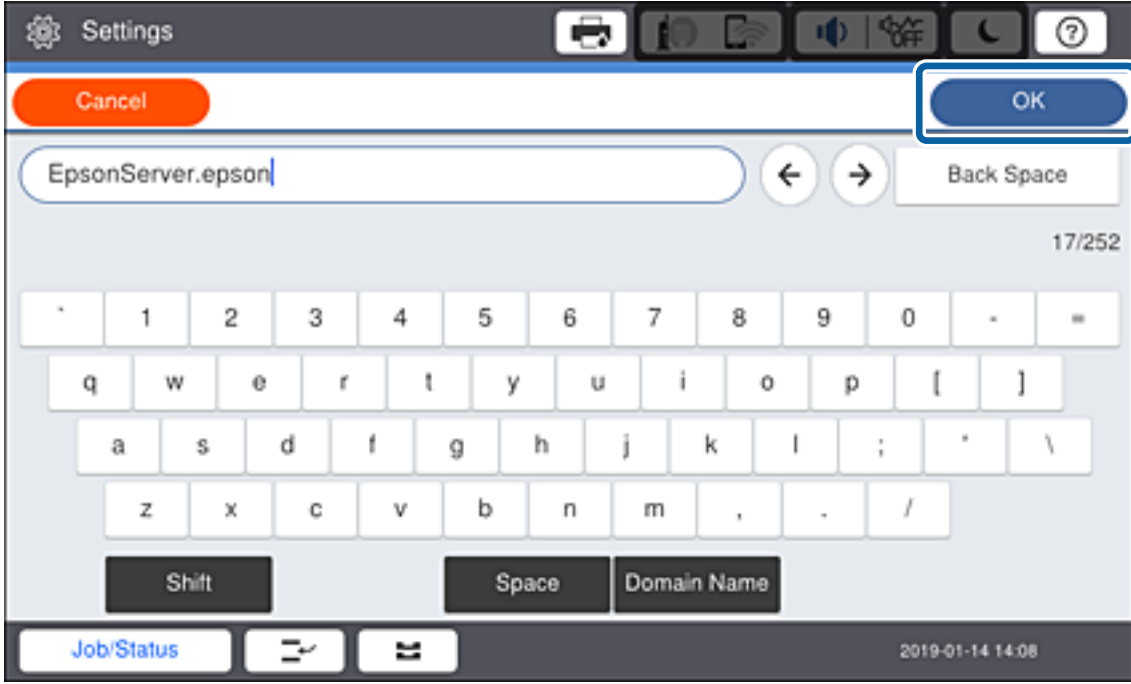 Settings
OFF
Cancel
OK
EpsonServer.epson
← → Back Space
17/252
` 1 2 3 4 5 6 7 8 9 0 - =
q w e r t y u i o p [ ]
a s d f g h j k l ; ' \
z x c v b n m , . /
Shift Space Domain Name
Job/Status
2019-01-14 14:08